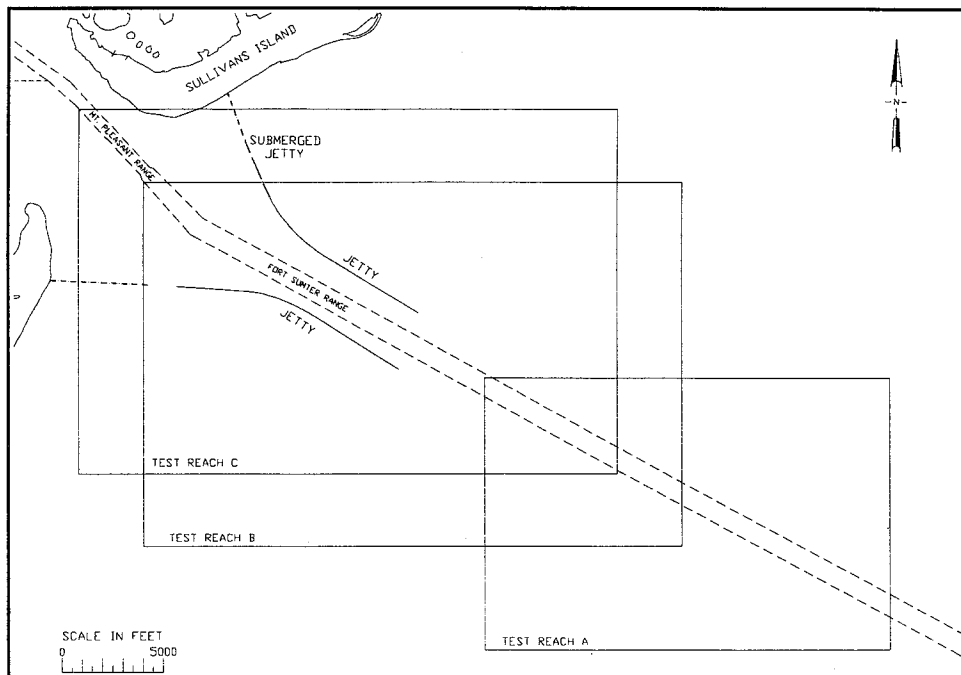 SULLIVANS ISLAND
N
MT. PLEASANT RANGE
SUBMERGED
JETTY
JETTY
FORT SUMTER RANGE
JETTY
TEST REACH C
TEST REACH B
TEST REACH A
SCALE IN FEET
0 5000